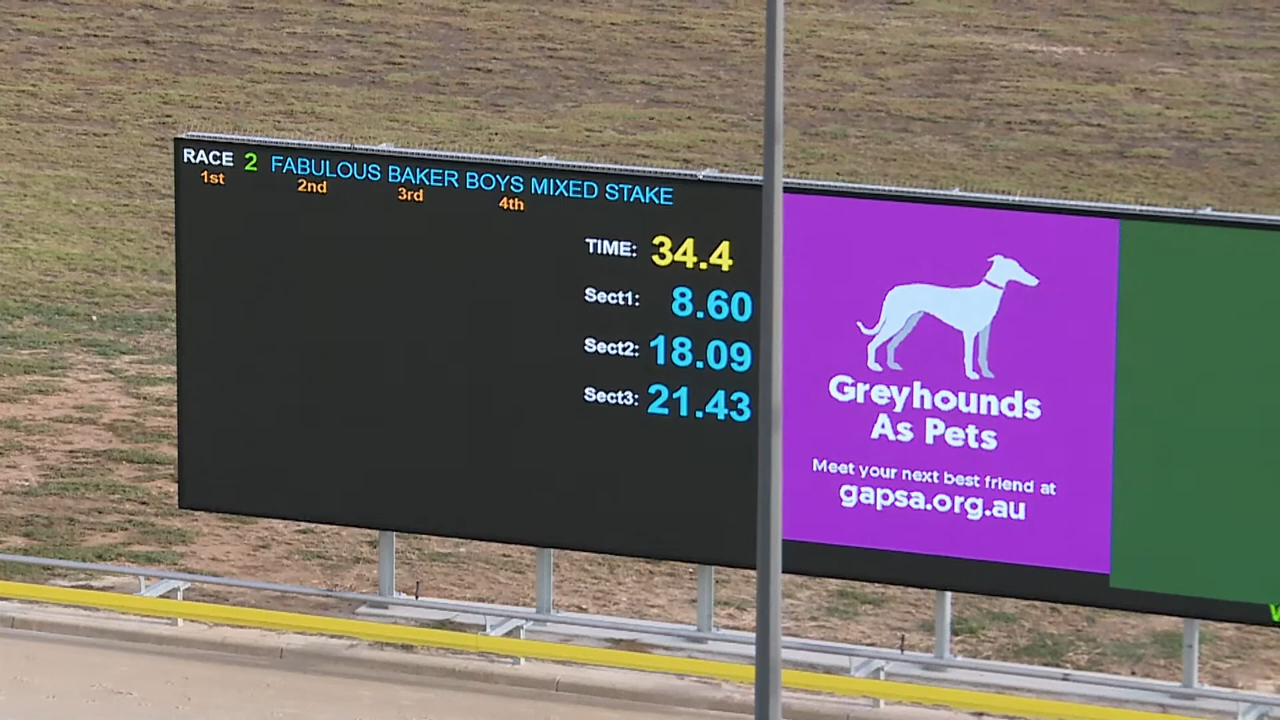 RACE 2 FABULOUS BAKER BOYS MIXED STAKE
1st 2nd 3rd 4th
TIME: 34.4
Sect1: 8.60
Sect2: 18.09
Sect3: 21.43
Greyhounds
As Pets
Meet your next best friend at
gapsa.org.au